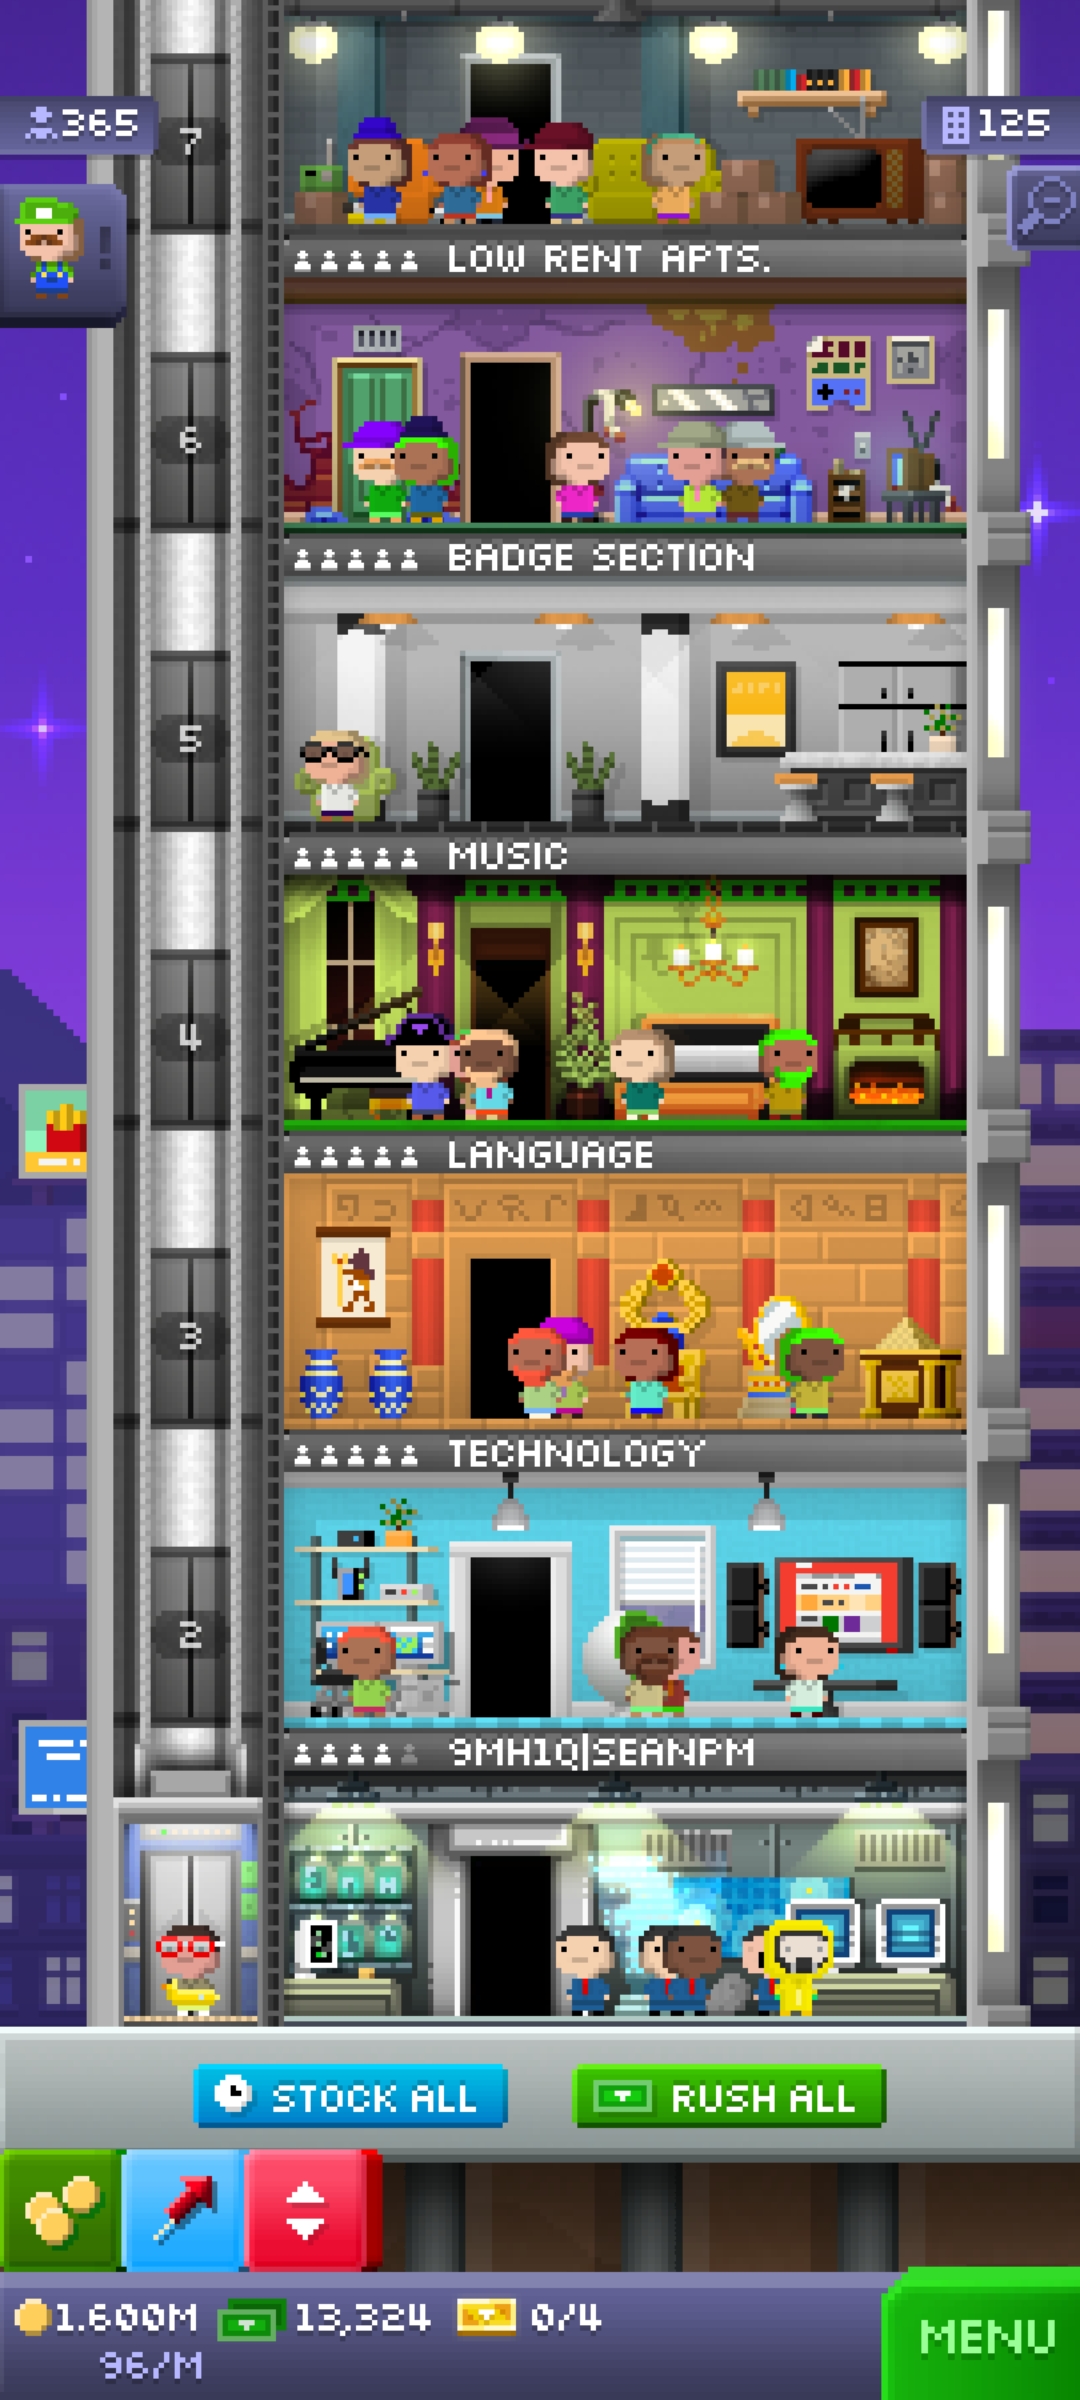 365
125
7
LOW RENT APTS.
6
BADGE SECTION
5
MUSIC
4
LANGUAGE
3
TECHNOLOGY
2
9MH1Q|SEANPM
STOCK ALL
RUSH ALL
1.600M 13,324 0/4
96/M
MENU